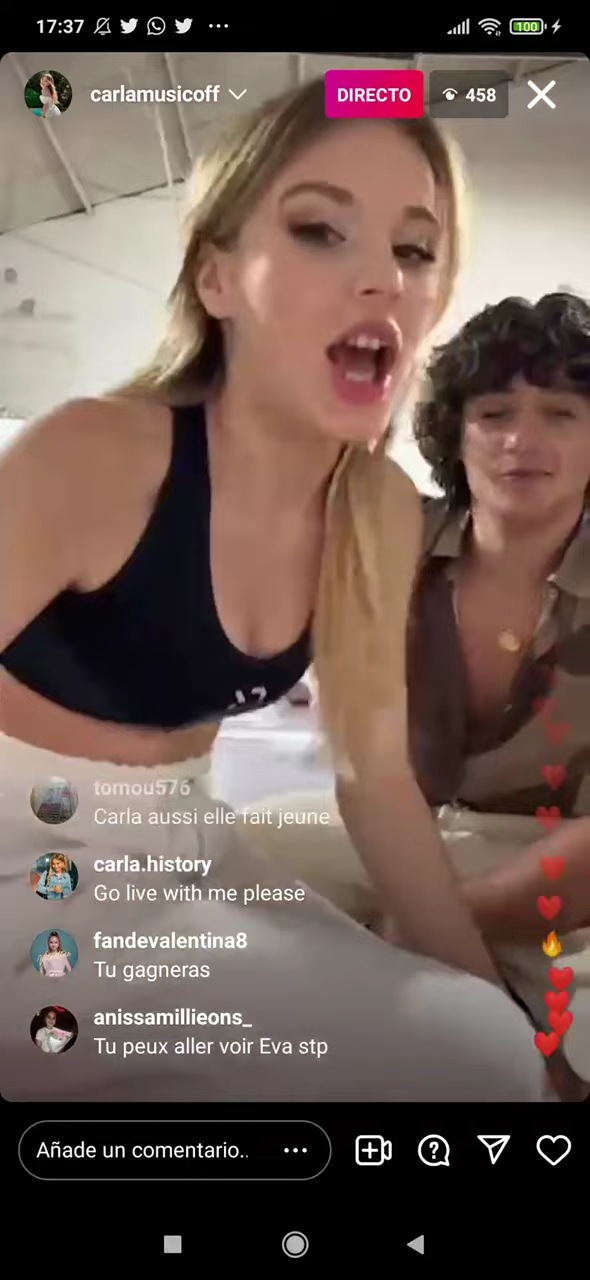 17:37
100
carlamusicoff
DIRECTO
458
tomou576
Carla aussi elle fait jeune
carla.history
Go live with me please
fandevalentina8
Tu gagneras
anissamillieons_
Tu peux aller voir Eva stp
Añade un comentario..